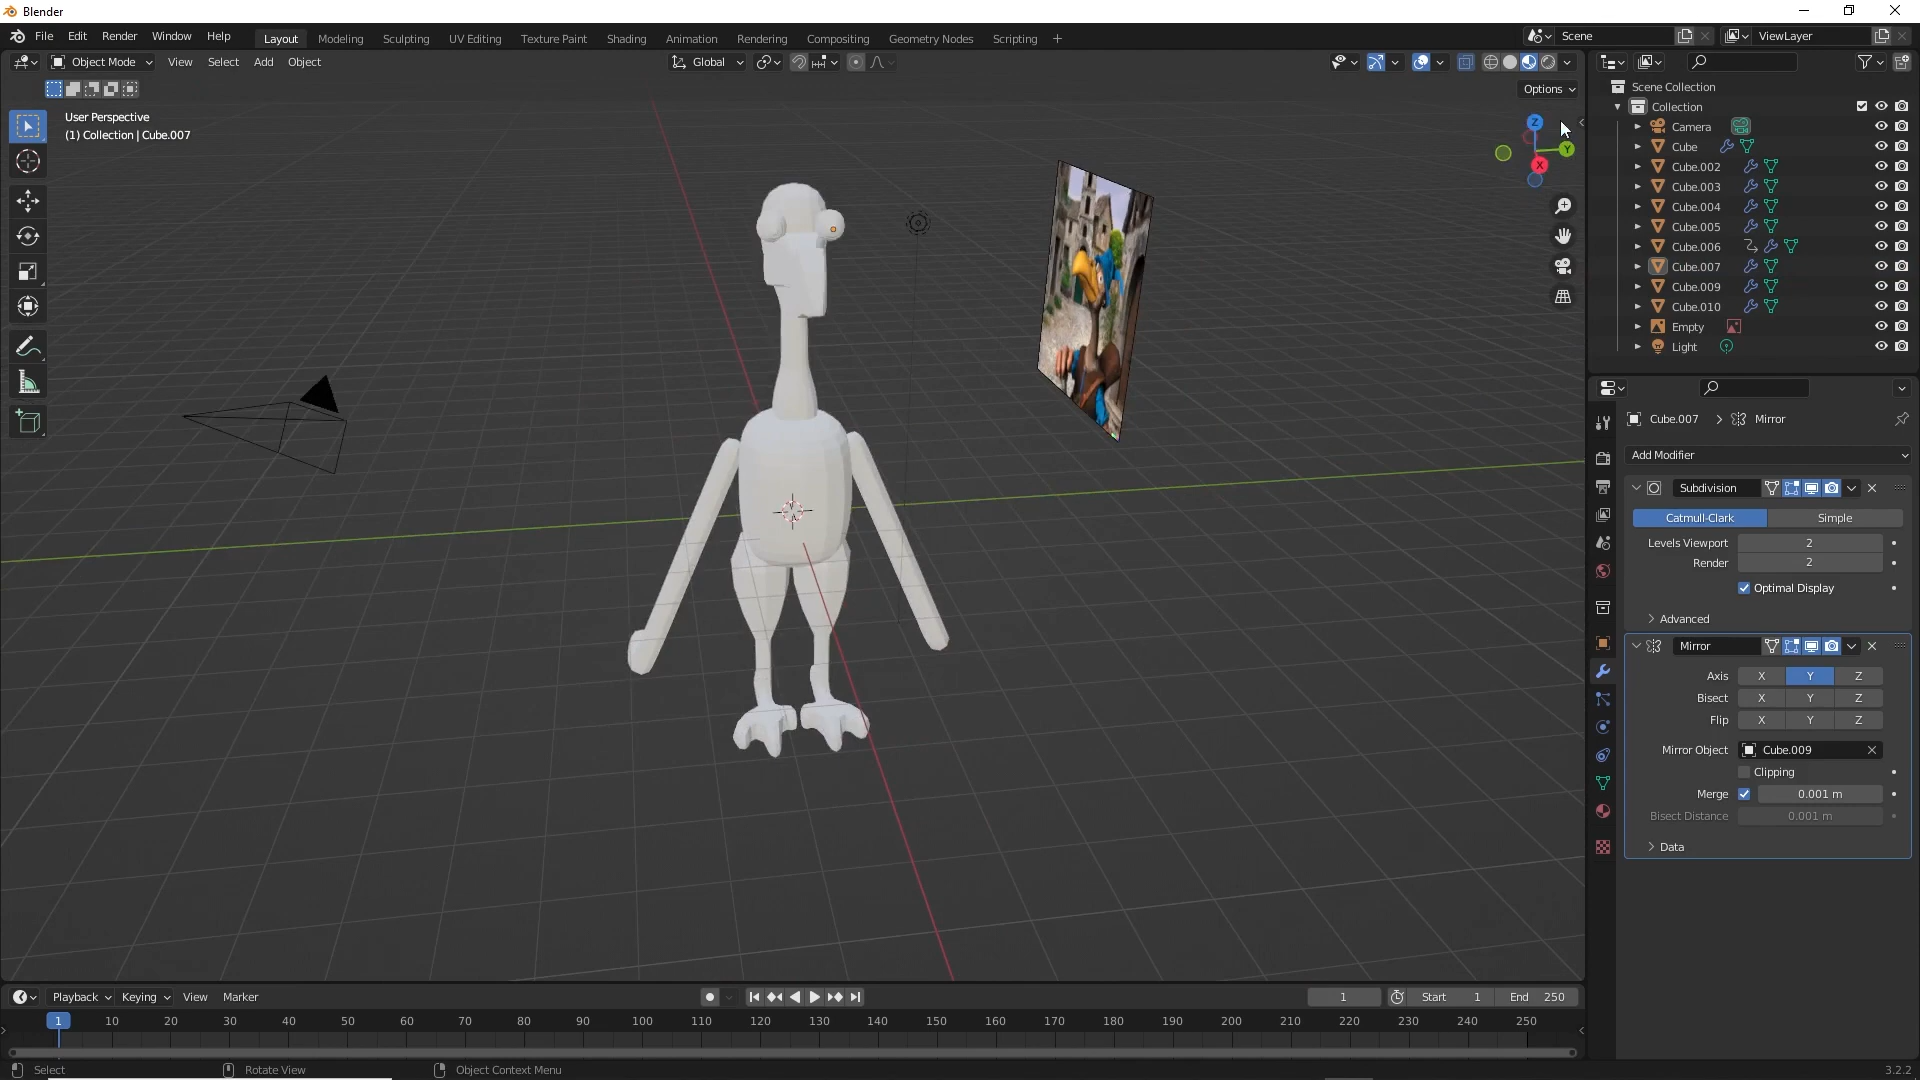 Blender
File Edit Render Window Help Layout Modeling Sculpting UV Editing Texture Paint Shading Animation Rendering Compositing Geometry Nodes Scripting + Scene ViewLayer
Object Mode View Select Add Object Global
Options
User Perspective
(1) Collection | Cube.007
Z
Y
X
Scene Collection
Collection
Camera
Cube
Cube.002
Cube.003
Cube.004
Cube.005
Cube.006
Cube.007
Cube.009
Cube.010
Empty
Light
Cube.007 > Mirror
Add Modifier
Subdivision
Catmull-Clark Simple
Levels Viewport 2
Render 2
Optimal Display
Advanced
Mirror
Axis X Y Z
Bisect X Y Z
Flip X Y Z
Mirror Object Cube.009
Clipping
Merge 0.001 m
Bisect Distance 0.001 m
Data
Playback Keying View Marker 1 Start 1 End 250
1 10 20 30 40 50 60 70 80 90 100 110 120 130 140 150 160 170 180 190 200 210 220 230 240 250
Select Rotate View Object Context Menu 3.2.2